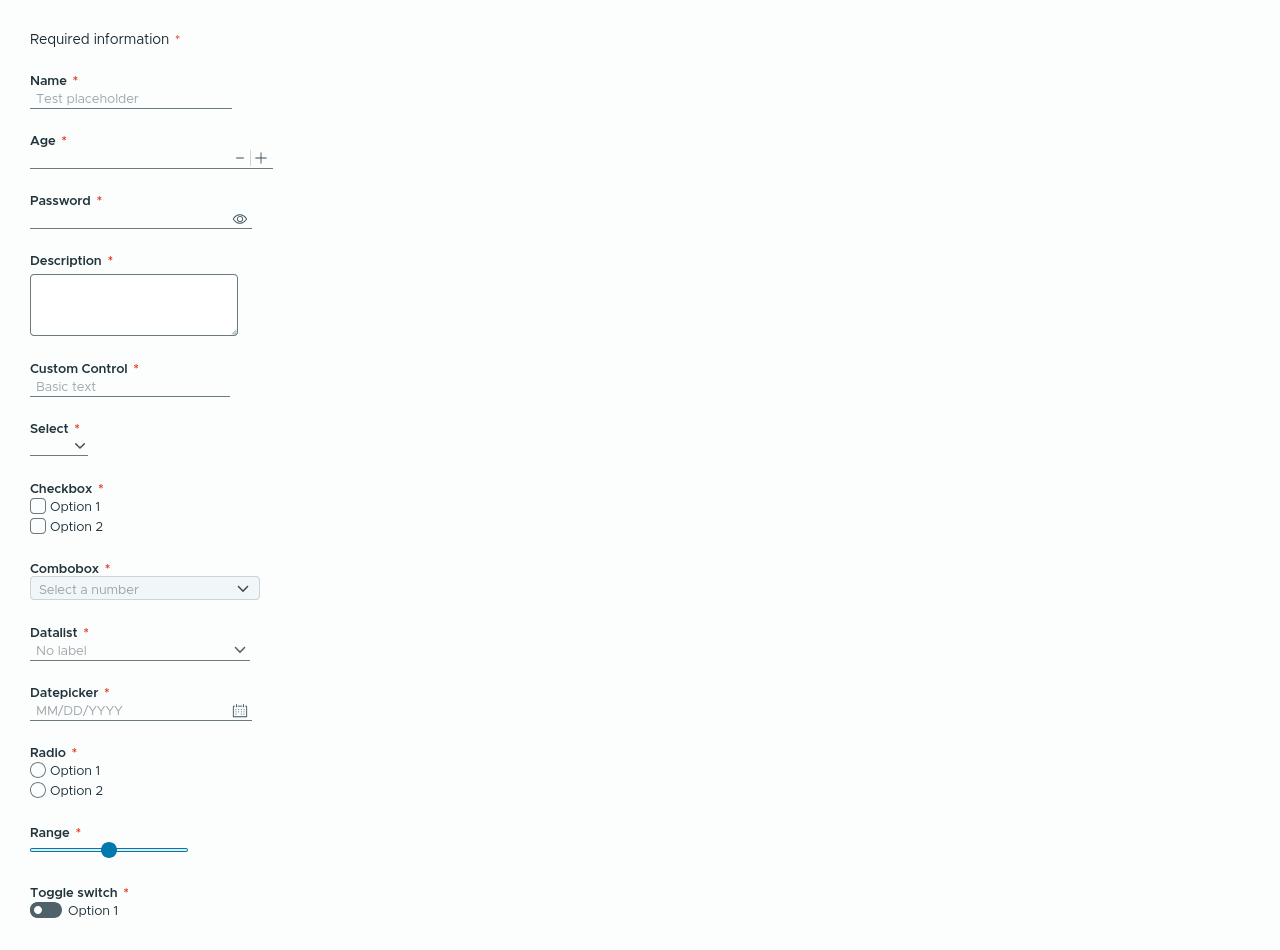 Required information *
Name *
Test placeholder
Age *
Password *
Description *
Custom Control *
Basic text
Select *
Checkbox *
Option 1
Option 2
Combobox *
Select a number
Datalist *
No label
Datepicker *
MM/DD/YYYY
Radio *
Option 1
Option 2
Range *
Toggle switch *
Option 1